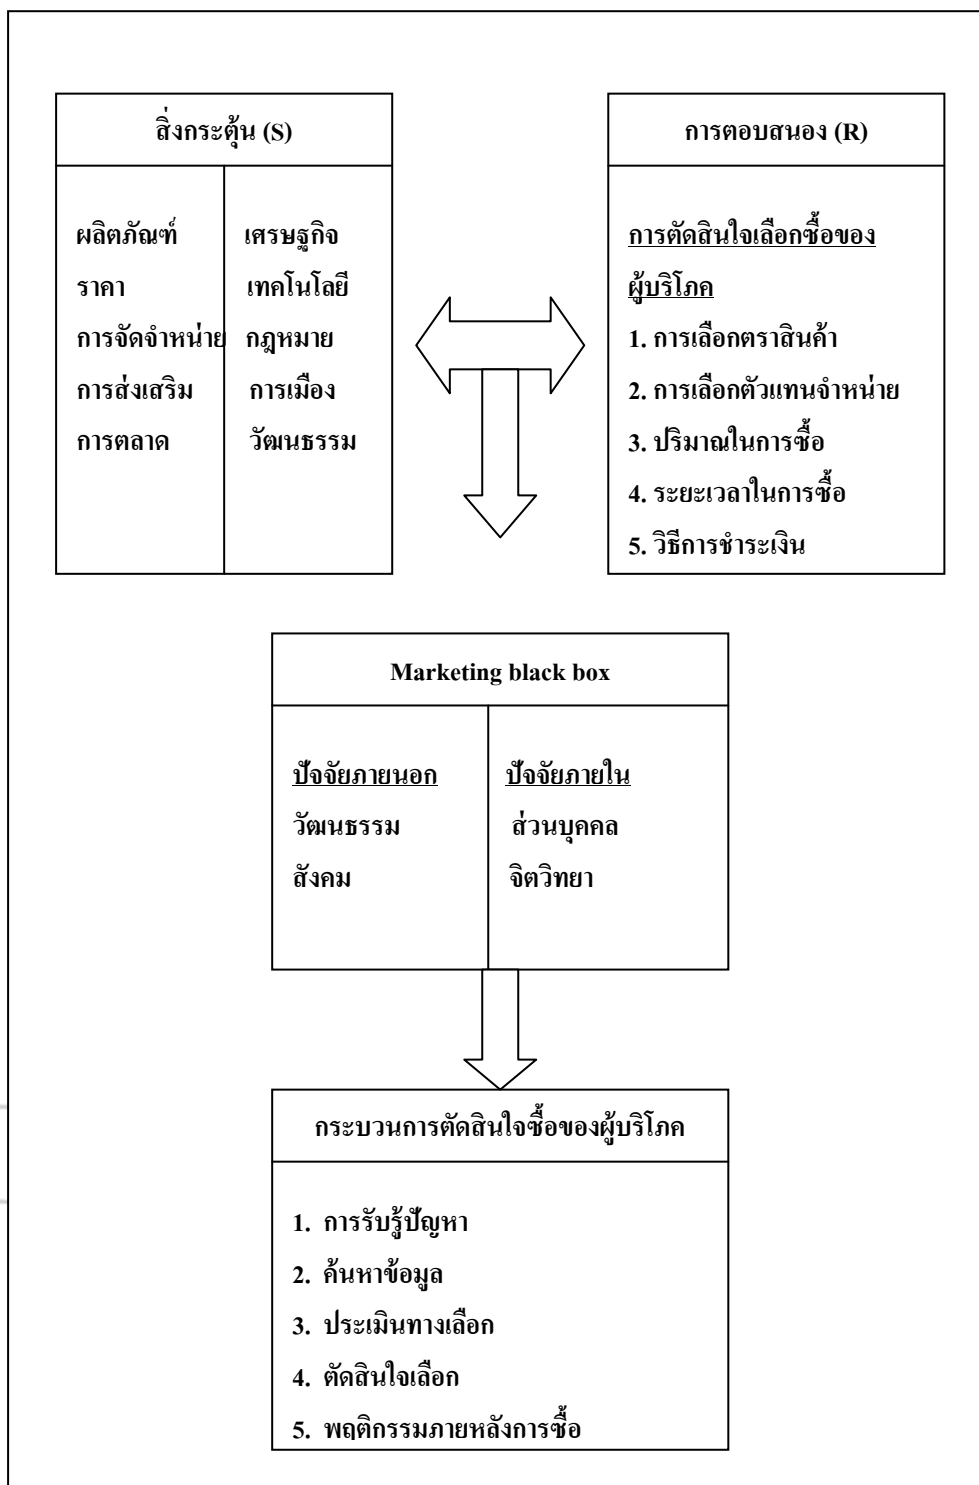 สิ่งกระตุ้น (S)
ผลิตภัณฑ์
ราคา
การจัดจำหน่าย
การส่งเสริม
การตลาด
เศรษฐกิจ
เทคโนโลยี
กฎหมาย
การเมือง
วัฒนธรรม
การตอบสนอง (R)
การตัดสินใจเลือกซื้อของ
ผู้บริโภค
1. การเลือกตราสินค้า
2. การเลือกตัวแทนจำหน่าย
3. ปริมาณในการซื้อ
4. ระยะเวลาในการซื้อ
5. วิธีการชำระเงิน
Marketing black box
ปัจจัยภายนอก
วัฒนธรรม
สังคม
ปัจจัยภายใน
ส่วนบุคคล
จิตวิทยา
กระบวนการตัดสินใจซื้อของผู้บริโภค
1. การรับรู้ปัญหา
2. ค้นหาข้อมูล
3. ประเมินทางเลือก
4. ตัดสินใจเลือก
5. พฤติกรรมภายหลังการซื้อ